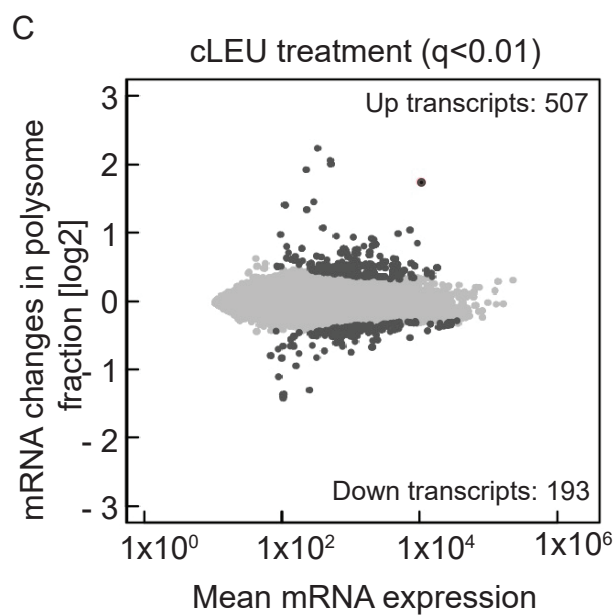 C
cLEU treatment (q<0.01)
Up transcripts: 507
mRNA changes in polysome
fraction [log2]
3
2
1
0
- 1
- 2
- 3
Down transcripts: 193
1x10⁰
1x10²
1x10⁴
1x10⁶
Mean mRNA expression